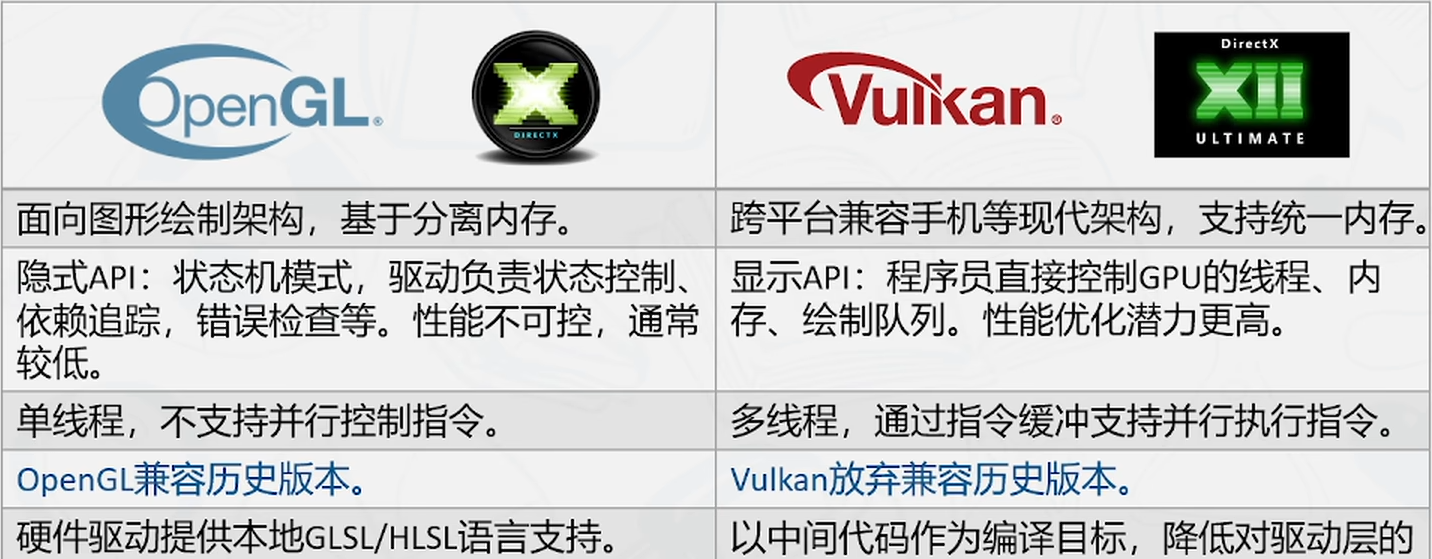 OpenGL®
DIRECTX
Vulkan®
DirectX
XII
ULTIMATE
面向图形绘制架构，基于分离内存。
跨平台兼容手机等现代架构，支持统一内存。
隐式API：状态机模式，驱动负责状态控制、
依赖追踪，错误检查等。性能不可控，通常
较低。
显示API：程序员直接控制GPU的线程、内
存、绘制队列。性能优化潜力更高。
单线程，不支持并行控制指令。
多线程，通过指令缓冲支持并行执行指令。
OpenGL兼容历史版本。
Vulkan放弃兼容历史版本。
硬件驱动提供本地GLSL/HLSL语言支持。
以中间代码作为编译目标，降低对驱动层的